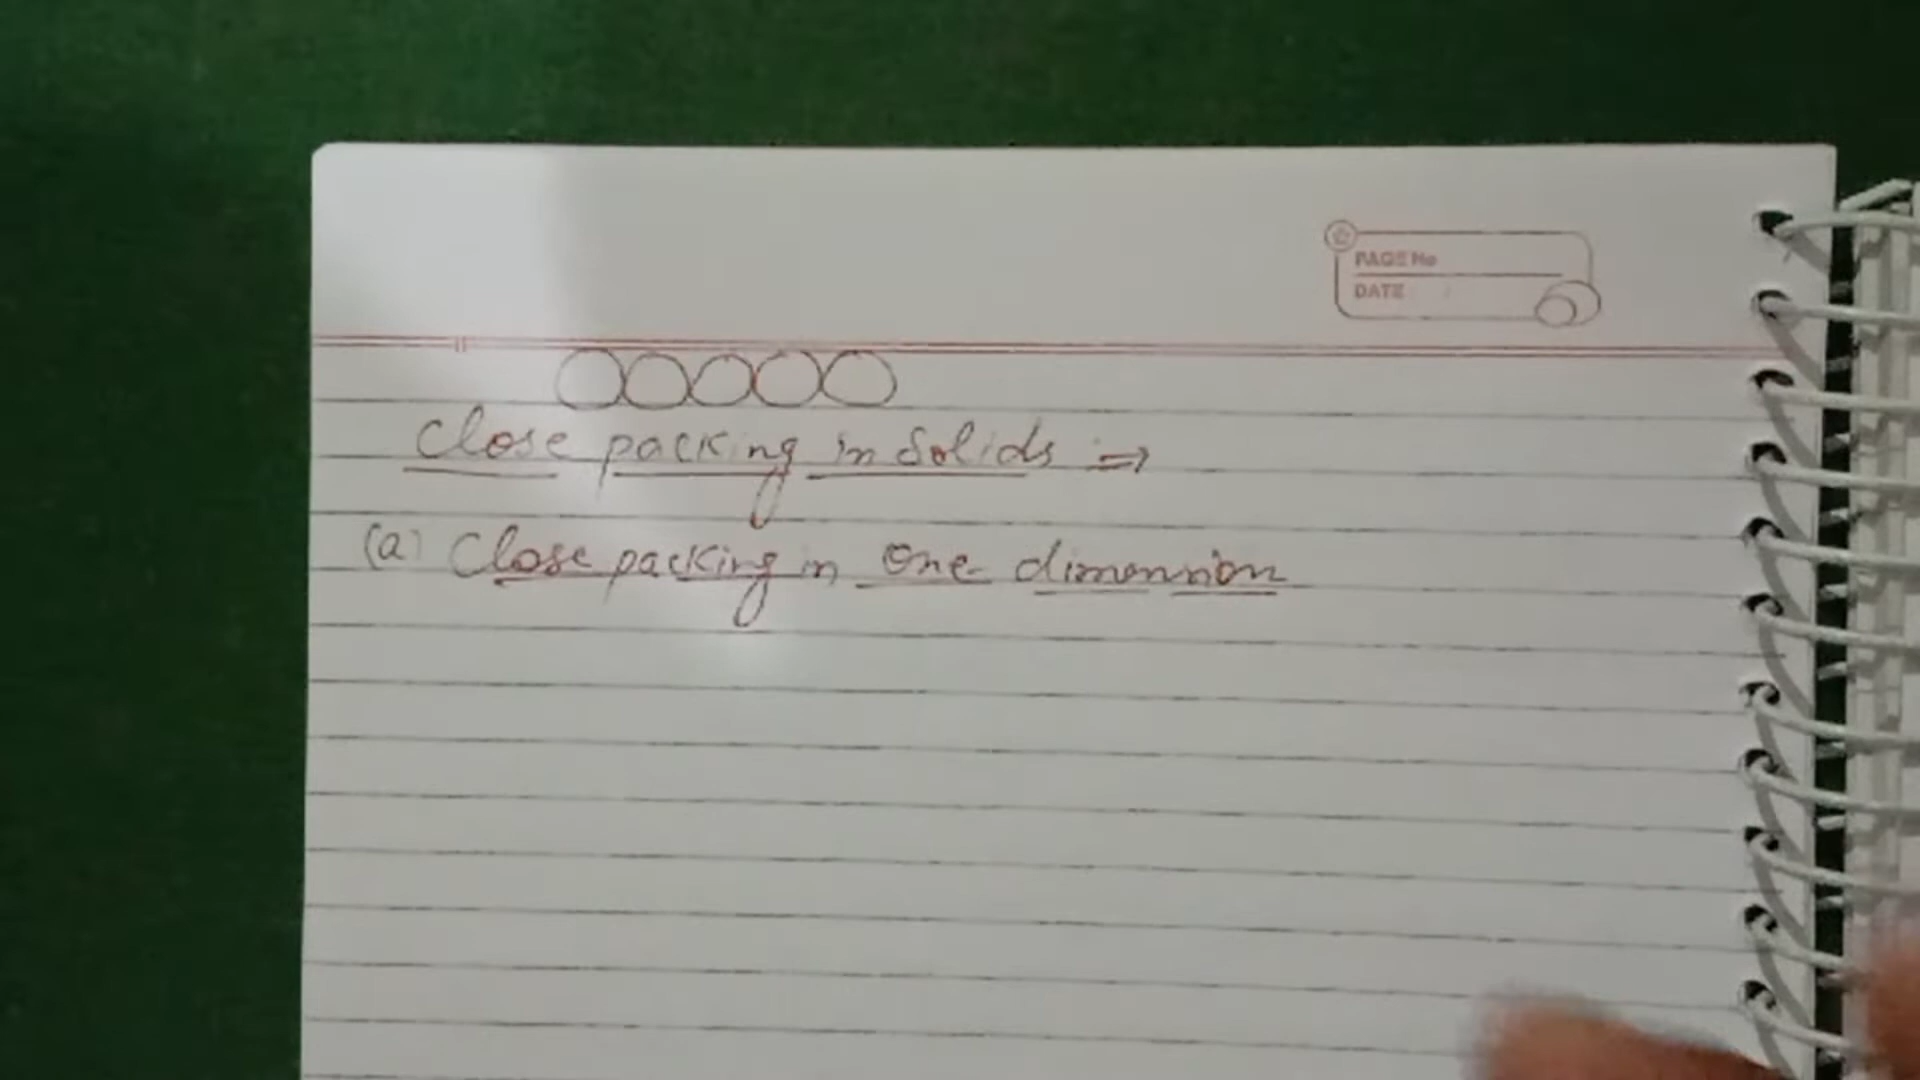 PAGE No
DATE
Close packing in Solids ⇒
(a) Close packing in One dimension